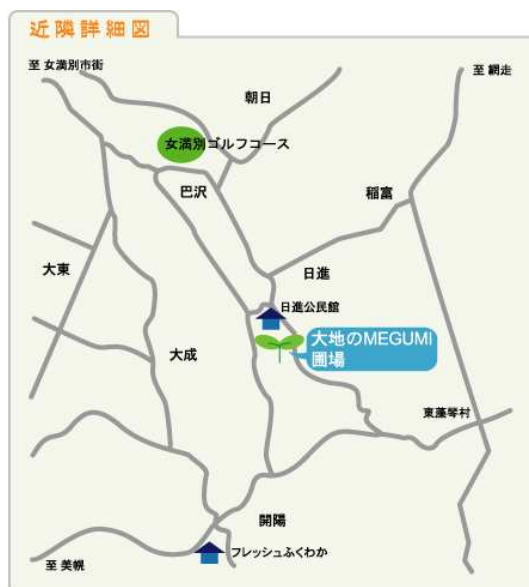 近隣詳細図
至 女満別市街
至 網走
朝日
女満別ゴルフコース
巴沢
稲富
大東
日進
日進公民館
大地のMEGUMI
圃場
大成
東藻琴村
開陽
フレッシュふくわか
至 美幌